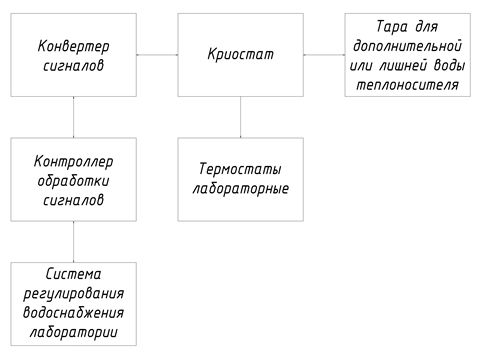 Конвертер
сигналов
Криостат
Тара для
дополнительной
или лишней воды
теплоносителя
Контроллер
обработки
сигналов
Термостаты
лабораторные
Система
регулирования
водоснабжения
лаборатории